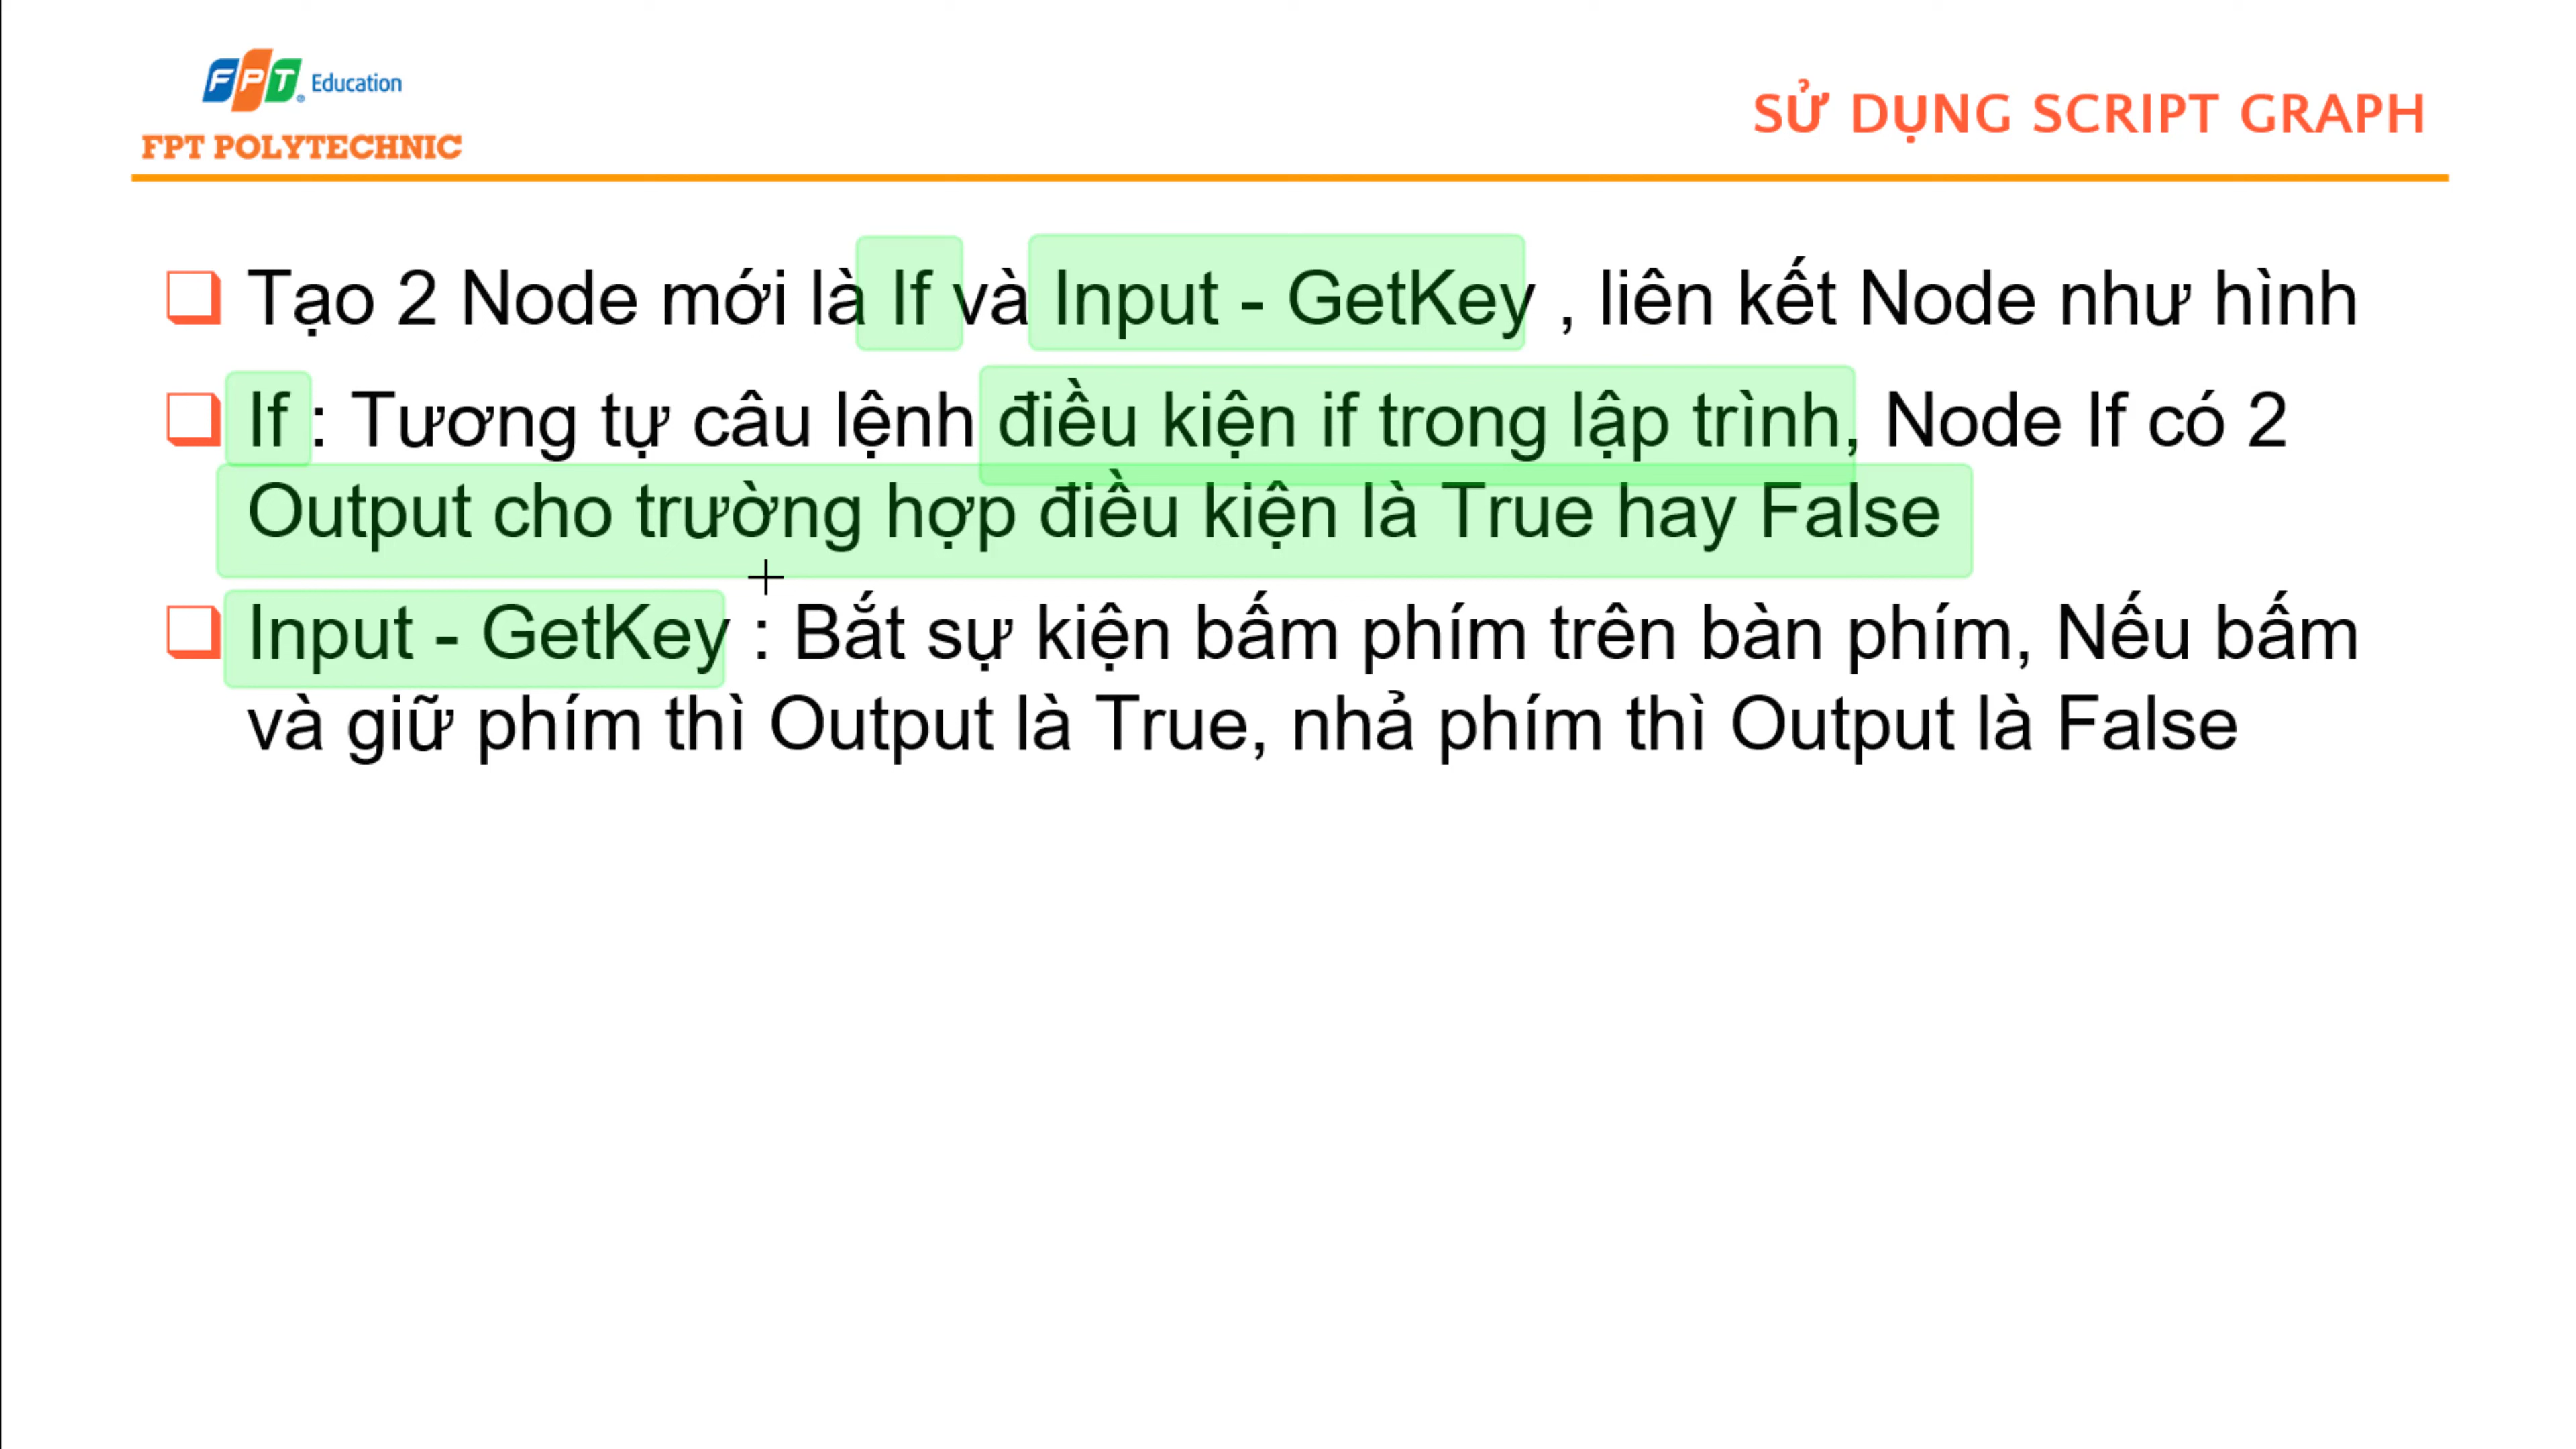 FPT Education
FPT POLYTECHNIC
SỬ DỤNG SCRIPT GRAPH
Tạo 2 Node mới là If và Input - GetKey , liên kết Node như hình
If : Tương tự câu lệnh điều kiện if trong lập trình, Node If có 2
Output cho trường hợp điều kiện là True hay False
Input - GetKey : Bắt sự kiện bấm phím trên bàn phím, Nếu bấm
và giữ phím thì Output là True, nhả phím thì Output là False